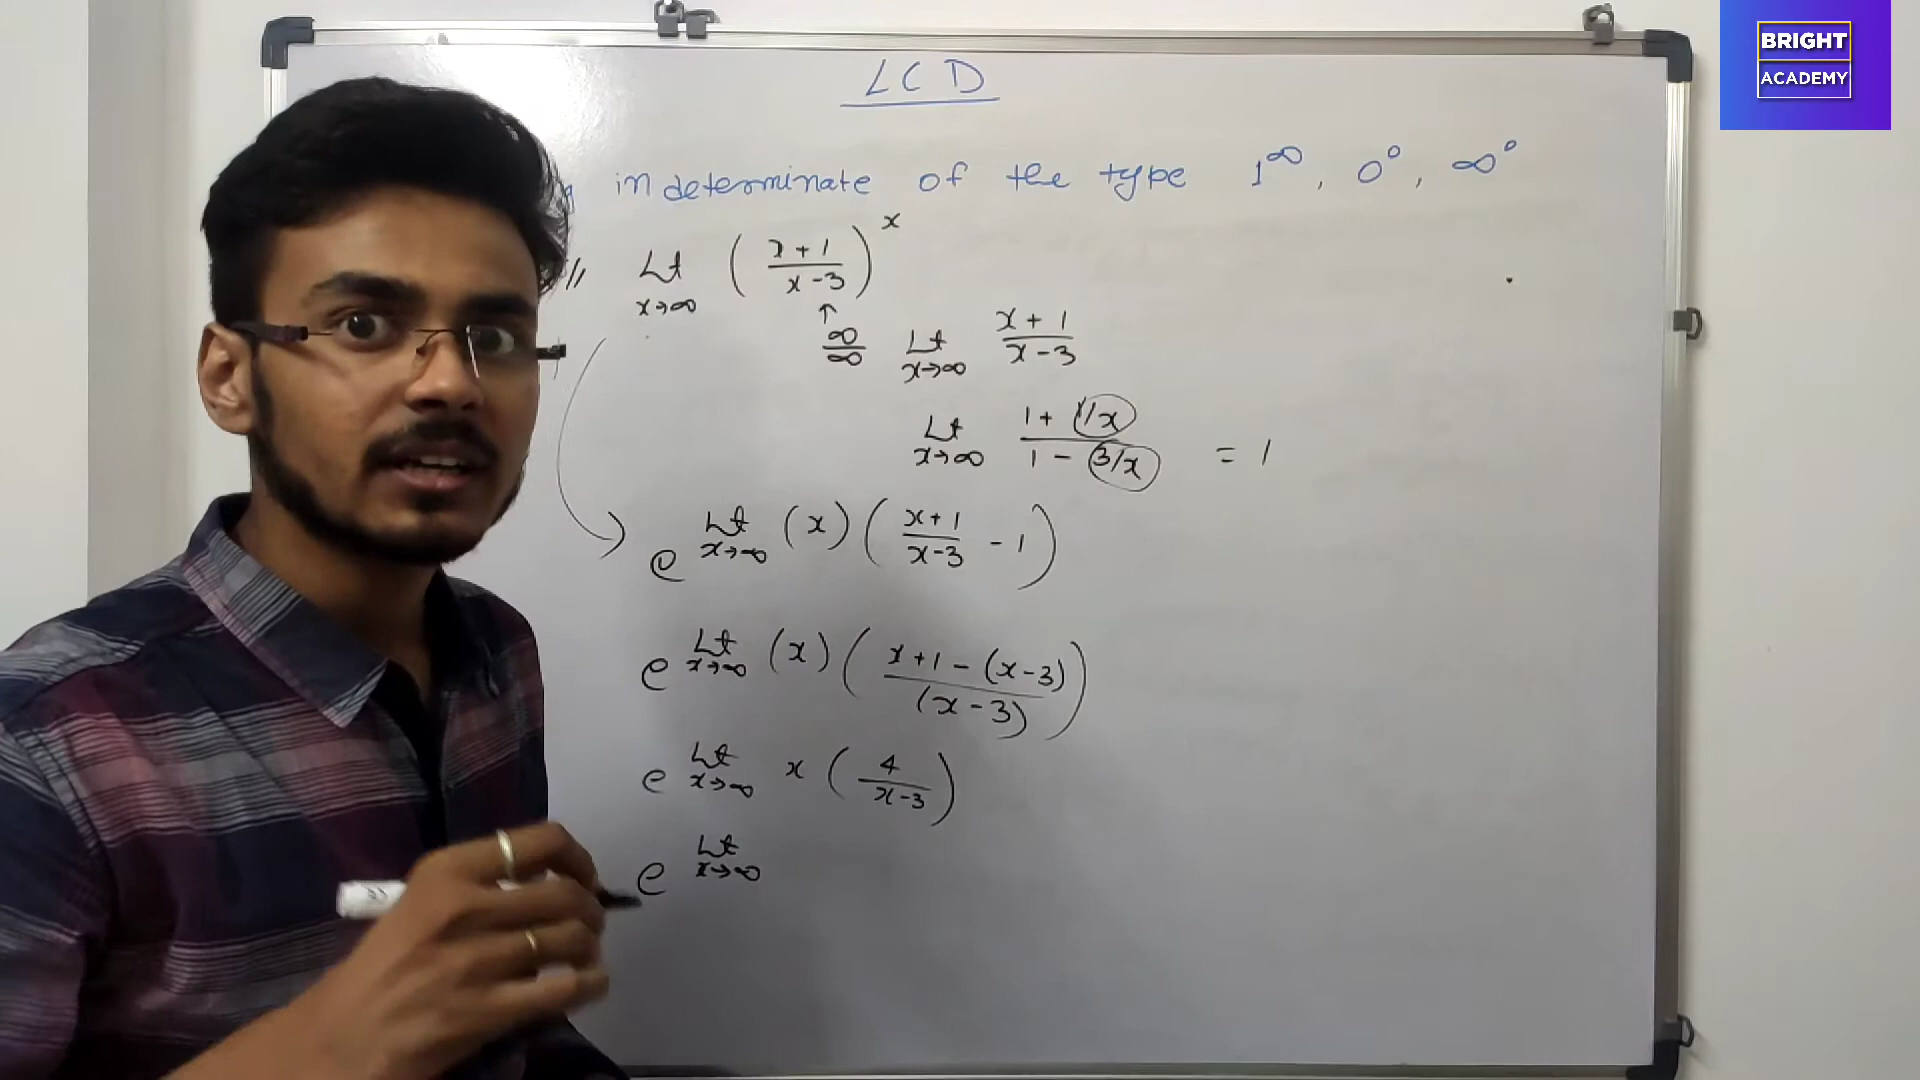 BRIGHT
ACADEMY
LCD
indeterminate of the type 1^∞, 0^0, ∞^0
// Lt x→∞ ((x+1)/(x-3))^x
↑
∞/∞ Lt x→∞ (x+1)/(x-3)
Lt x→∞ (1 + 1/x)/(1 - 3/x) = 1
e^(Lt x→∞ (x) ((x+1)/(x-3) - 1))
e^(Lt x→∞ (x) ((x+1-(x-3))/(x-3)))
e^(Lt x→∞ x (4/(x-3)))
e^(Lt x→∞)